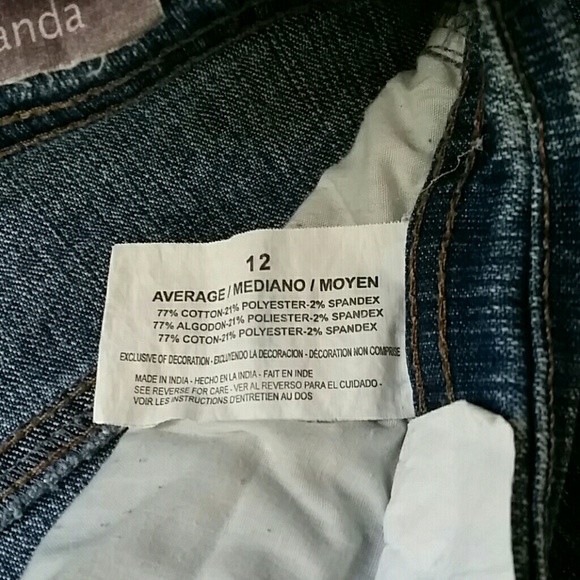 anda
12
AVERAGE / MEDIANO / MOYEN
77% COTTON-21% POLYESTER-2% SPANDEX
77% ALGODON-21% POLIESTER-2% SPANDEX
77% COTON-21% POLYESTER-2% SPANDEX
EXCLUSIVE OF DECORATION - EXCLUYENDO LA DECORACION - DÉCORATION NON COMPRISE
MADE IN INDIA - HECHO EN LA INDIA - FAIT EN INDE
SEE REVERSE FOR CARE - VER AL REVERSO PARA EL CUIDADO -
VOIR LES INSTRUCTIONS D'ENTRETIEN AU DOS